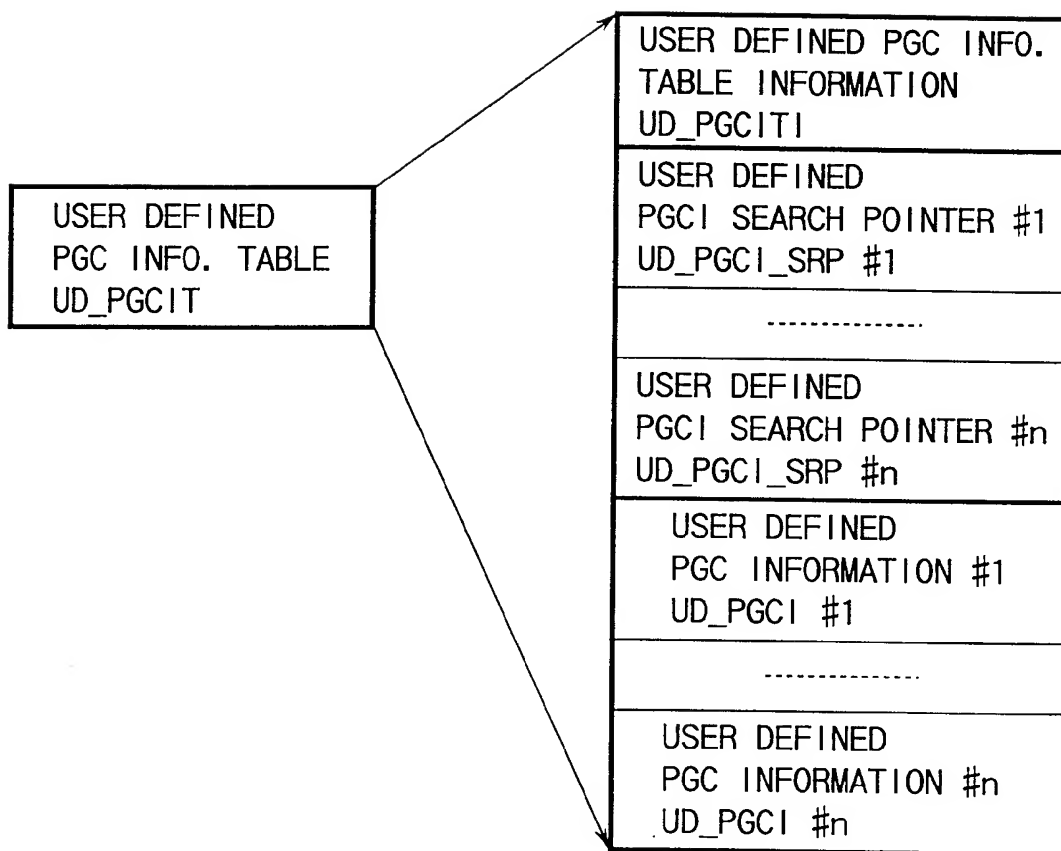 USER DEFINED
PGC INFO. TABLE
UD_PGCIT
USER DEFINED PGC INFO.
TABLE INFORMATION
UD_PGCITI
USER DEFINED
PGCI SEARCH POINTER #1
UD_PGCI_SRP #1
---------------
USER DEFINED
PGCI SEARCH POINTER #n
UD_PGCI_SRP #n
USER DEFINED
PGC INFORMATION #1
UD_PGCI #1
---------------
USER DEFINED
PGC INFORMATION #n
UD_PGCI #n